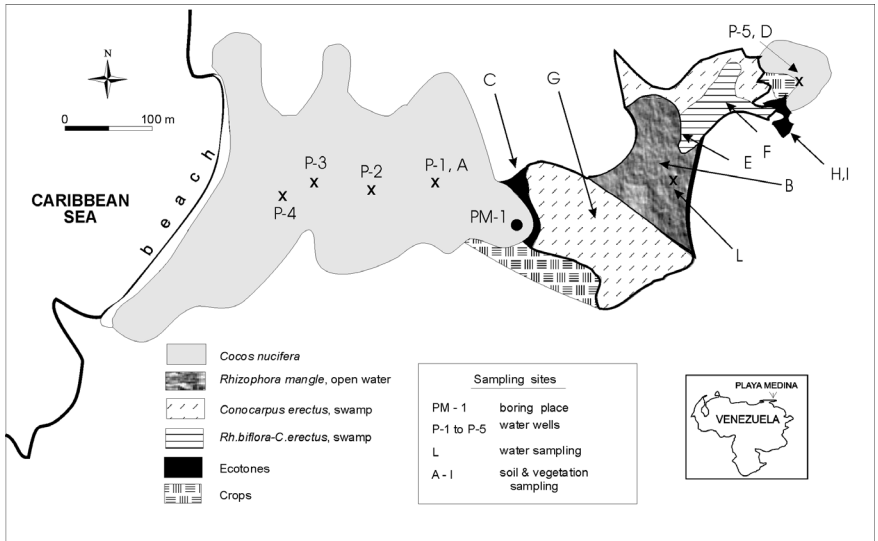 P-5, D
N
C
G
0 100 m
beach
P-3
P-2
P-1, A
F
E
H,I
B
CARIBBEAN
SEA
P-4
PM-1
L
Cocos nucifera
Rhizophora mangle, open water
Conocarpus erectus, swamp
Rh.biflora-C.erectus, swamp
Ecotones
Crops
Sampling sites
PM - 1 boring place
P-1 to P-5 water wells
L water sampling
A - I soil & vegetation
sampling
PLAYA MEDINA
VENEZUELA